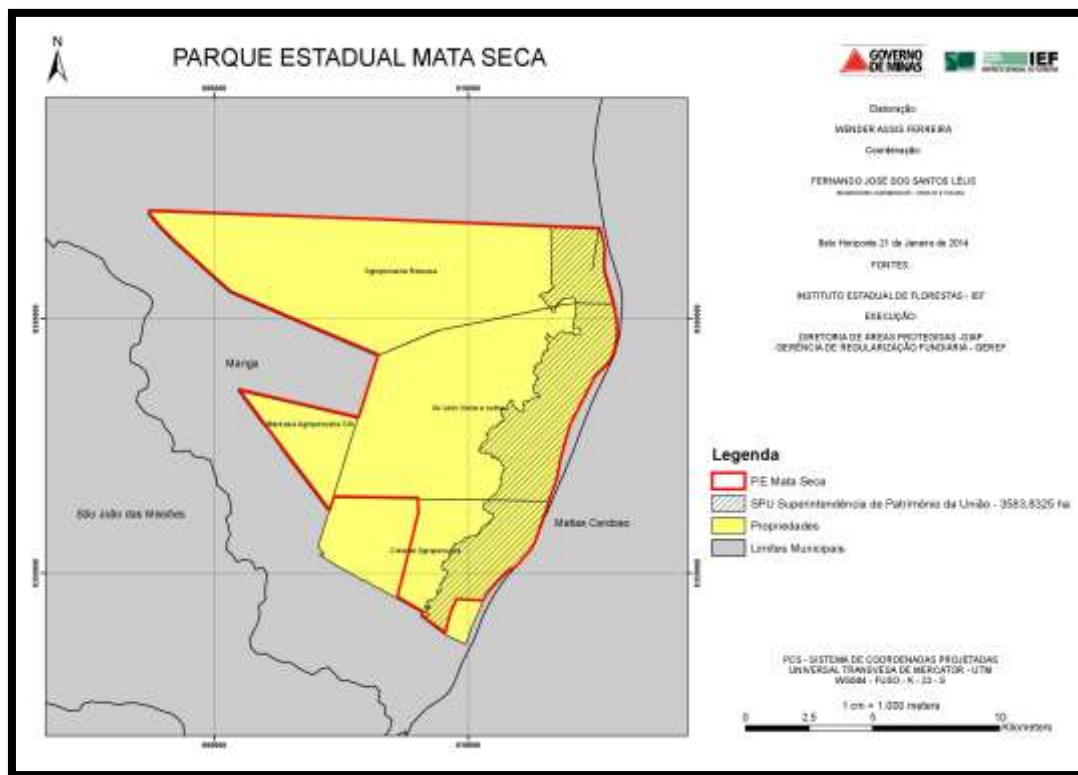 N
PARQUE ESTADUAL MATA SECA
GOVERNO
DE MINAS
IEF
Elaboração
WENDER ASSIS FERREIRA
Coordenação
FERNANDO JOSÉ DOS SANTOS LÉLIS
Belo Horizonte 21 de Janeiro de 2014
FONTES:
INSTITUTO ESTADUAL DE FLORESTAS - IEF
EXECUÇÃO:
DIRETORIA DE ÁREAS PROTEGIDAS -DIAP
GERÊNCIA DE REGULARIZAÇÃO FUNDIÁRIA - GEREF
Manga
São João das Missões
Matias Cardoso
Legenda
PE Mata Seca
SPU Superintendência de Patrimônio da União - 3583,8325 ha
Propriedades
Limites Municipais
PCS - SISTEMA DE COORDENADAS PROJETADAS
UNIVERSAL TRANSVESA DE MERCATOR - UTM
WGS84 - FUSO - K - 23 - S
1 cm = 1.000 meters
0 2.5 5 10
Kilometers